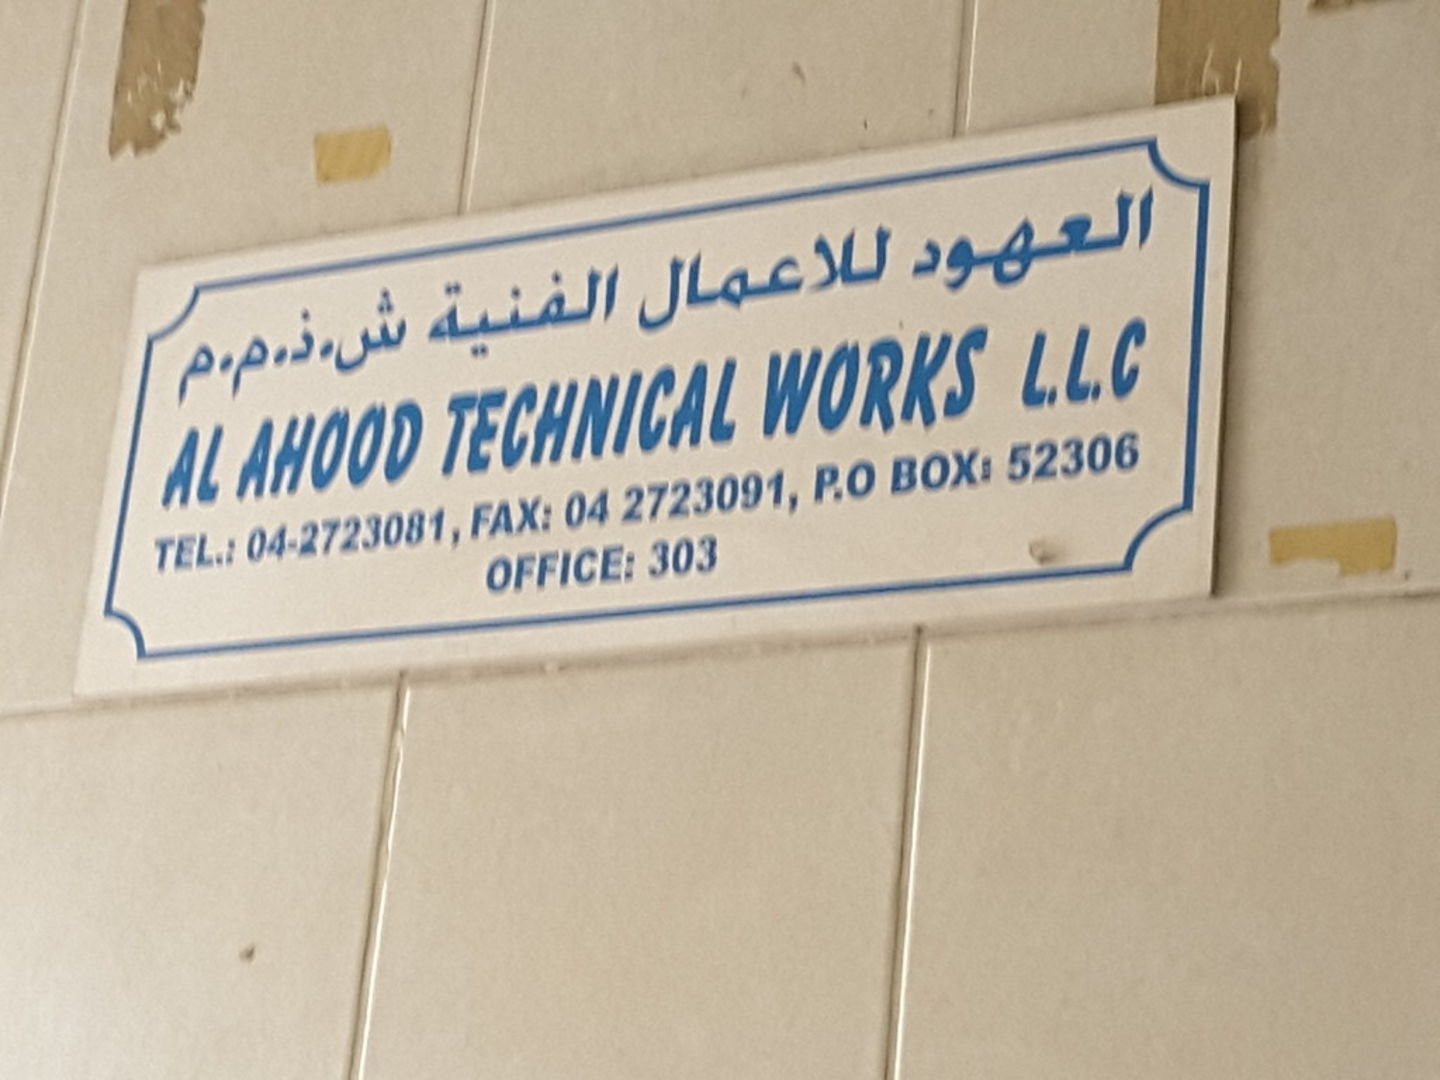 العهود للاعمال الفنية ش.ذ.م.م
AL AHOOD TECHNICAL WORKS L.L.C
TEL.: 04-2723081, FAX: 04 2723091, P.O BOX: 52306
OFFICE: 303